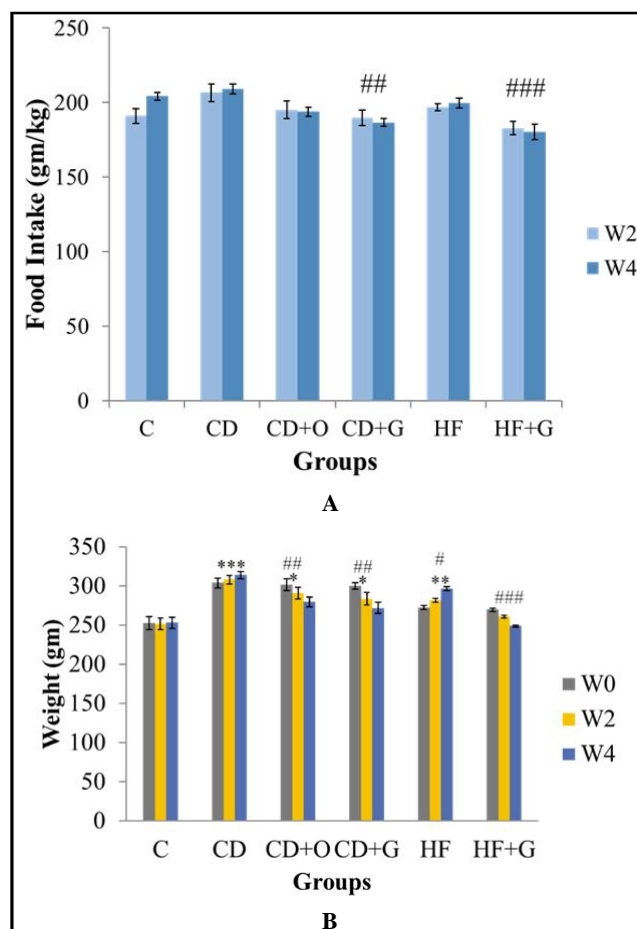 250
200
150
100
50
0
Food Intake (gm/kg)
##
###
W2
W4
C CD CD+O CD+G HF HF+G
Groups
A
350
300
250
200
150
100
50
0
Weight (gm)
***
##
*
##
*
#
**
###
W0
W2
W4
C CD CD+O CD+G HF HF+G
Groups
B